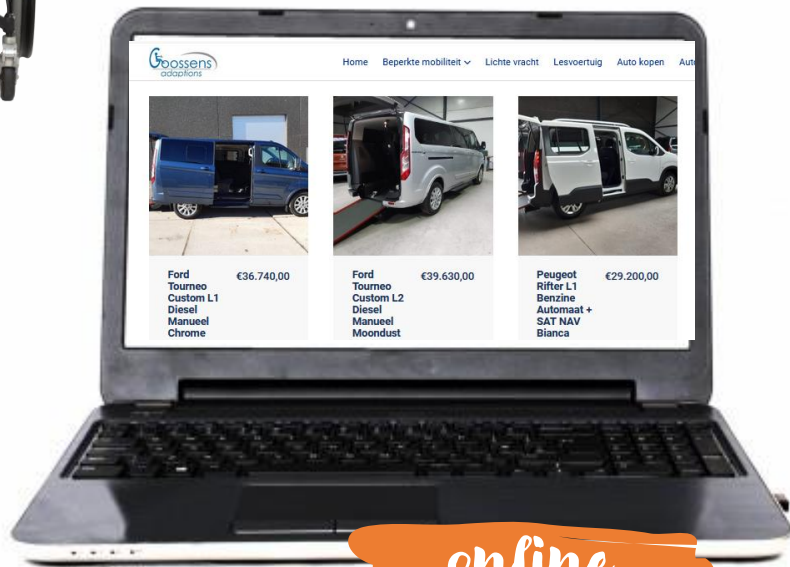 Goossens
adaptions
Home Beperkte mobiliteit Lichte vracht Lesvoertuig Auto kopen
Ford
Tourneo
Custom L1
Diesel
Manueel
Chrome
€36.740,00
Ford
Tourneo
Custom L2
Diesel
Manueel
Moondust
€39.630,00
Peugeot
Rifter L1
Benzine
Automaat +
SAT NAV
Bianca
€29.200,00
online